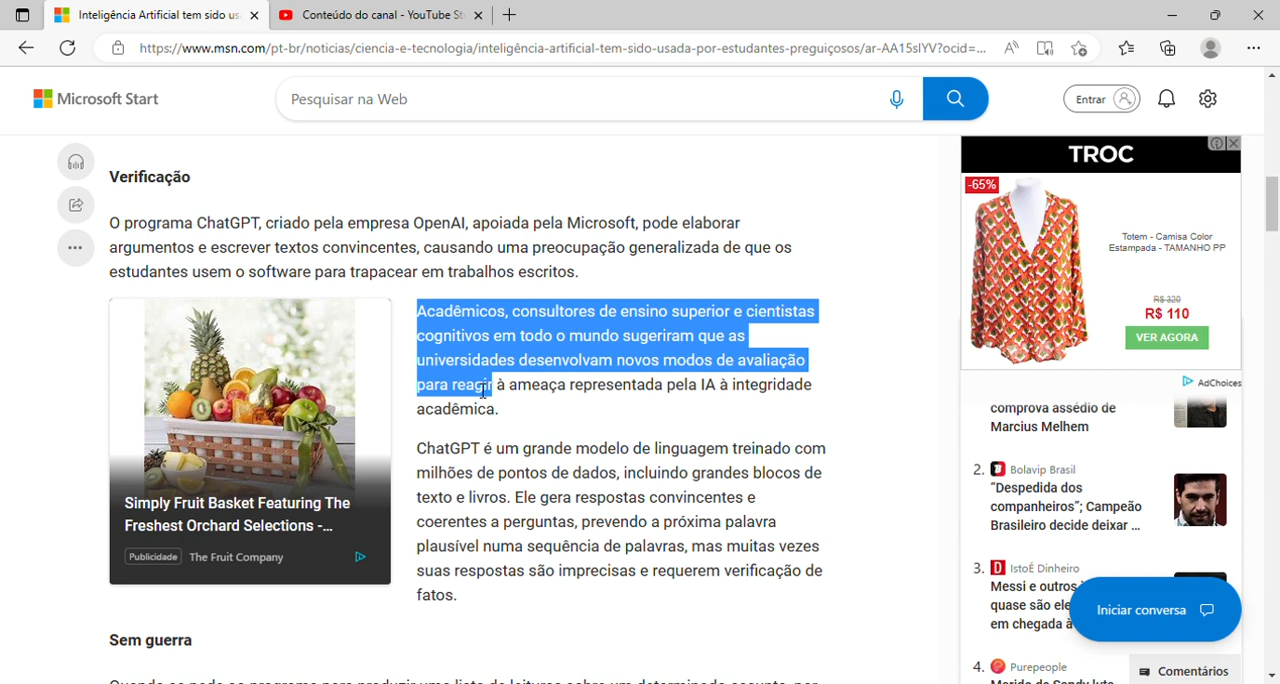 Inteligência Artificial tem sido us
Conteúdo do canal - YouTube St
https://www.msn.com/pt-br/noticias/ciencia-e-tecnologia/inteligência-artificial-tem-sido-usada-por-estudantes-preguiçosos/ar-AA15slYV?ocid=...
Microsoft Start
Pesquisar na Web
Entrar
Verificação
O programa ChatGPT, criado pela empresa OpenAI, apoiada pela Microsoft, pode elaborar
argumentos e escrever textos convincentes, causando uma preocupação generalizada de que os
estudantes usem o software para trapacear em trabalhos escritos.
Acadêmicos, consultores de ensino superior e cientistas
cognitivos em todo o mundo sugeriram que as
universidades desenvolvam novos modos de avaliação
para reagir à ameaça representada pela IA à integridade
acadêmica.
ChatGPT é um grande modelo de linguagem treinado com
milhões de pontos de dados, incluindo grandes blocos de
texto e livros. Ele gera respostas convincentes e
coerentes a perguntas, prevendo a próxima palavra
plausível numa sequência de palavras, mas muitas vezes
suas respostas são imprecisas e requerem verificação de
fatos.
Simply Fruit Basket Featuring The
Freshest Orchard Selections -...
Publicidade The Fruit Company
Sem guerra
TROC
-65%
Totem - Camisa Color
Estampada - TAMANHO PP
R$ 320
R$ 110
VER AGORA
AdChoices
comprova assédio de
Marcius Melhem
2. Bolavip Brasil
"Despedida dos
companheiros"; Campeão
Brasileiro decide deixar ...
3. IstoÉ Dinheiro
Messi e outros
quase são ele
em chegada à
Iniciar conversa
4. Purepeople
Comentários